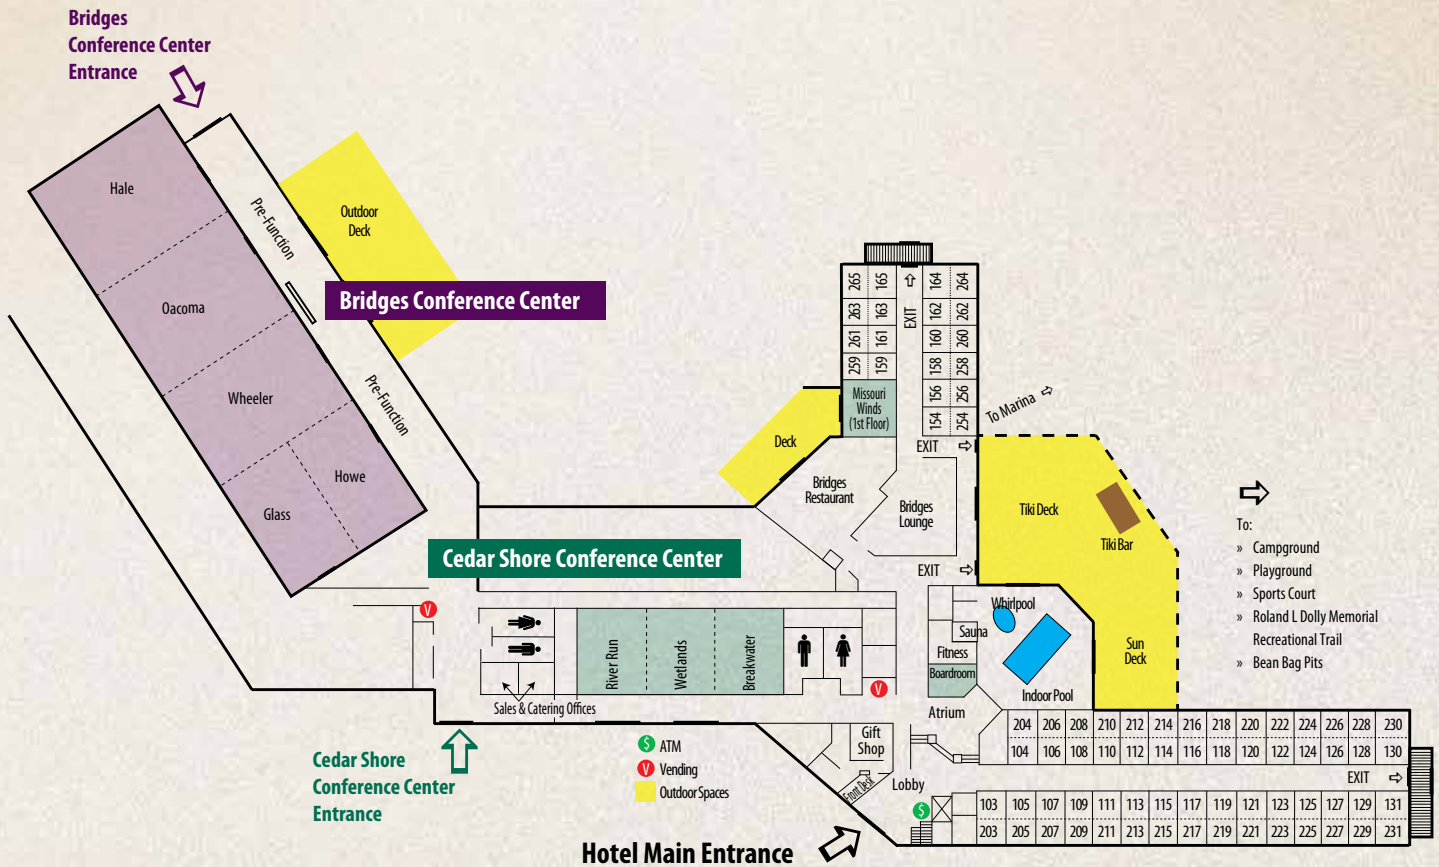 Bridges
Conference Center
Entrance
Hale
Oacoma
Wheeler
Glass
Howe
Pre-Function
Pre-Function
Outdoor
Deck
Bridges Conference Center
Cedar Shore Conference Center
265 165
263 163
261 161
259 159
Missouri
Winds
(1st Floor)
EXIT
164 264
162 262
160 260
158 258
156 256
154 254
To Marina
EXIT
Deck
Bridges
Restaurant
Bridges
Lounge
EXIT
Tiki Deck
Tiki Bar
Sun
Deck
To:
» Campground
» Playground
» Sports Court
» Roland L Dolly Memorial
Recreational Trail
» Bean Bag Pits
Whirlpool
Sauna
Fitness
Boardroom
Indoor Pool
Atrium
V
River Run
Wetlands
Breakwater
V
Sales & Catering Offices
Cedar Shore
Conference Center
Entrance
$ ATM
V Vending
Outdoor Spaces
Gift
Shop
Front Desk
Lobby
$
Hotel Main Entrance
204 206 208 210 212 214 216 218 220 222 224 226 228 230
104 106 108 110 112 114 116 118 120 122 124 126 128 130
EXIT
103 105 107 109 111 113 115 117 119 121 123 125 127 129 131
203 205 207 209 211 213 215 217 219 221 223 225 227 229 231